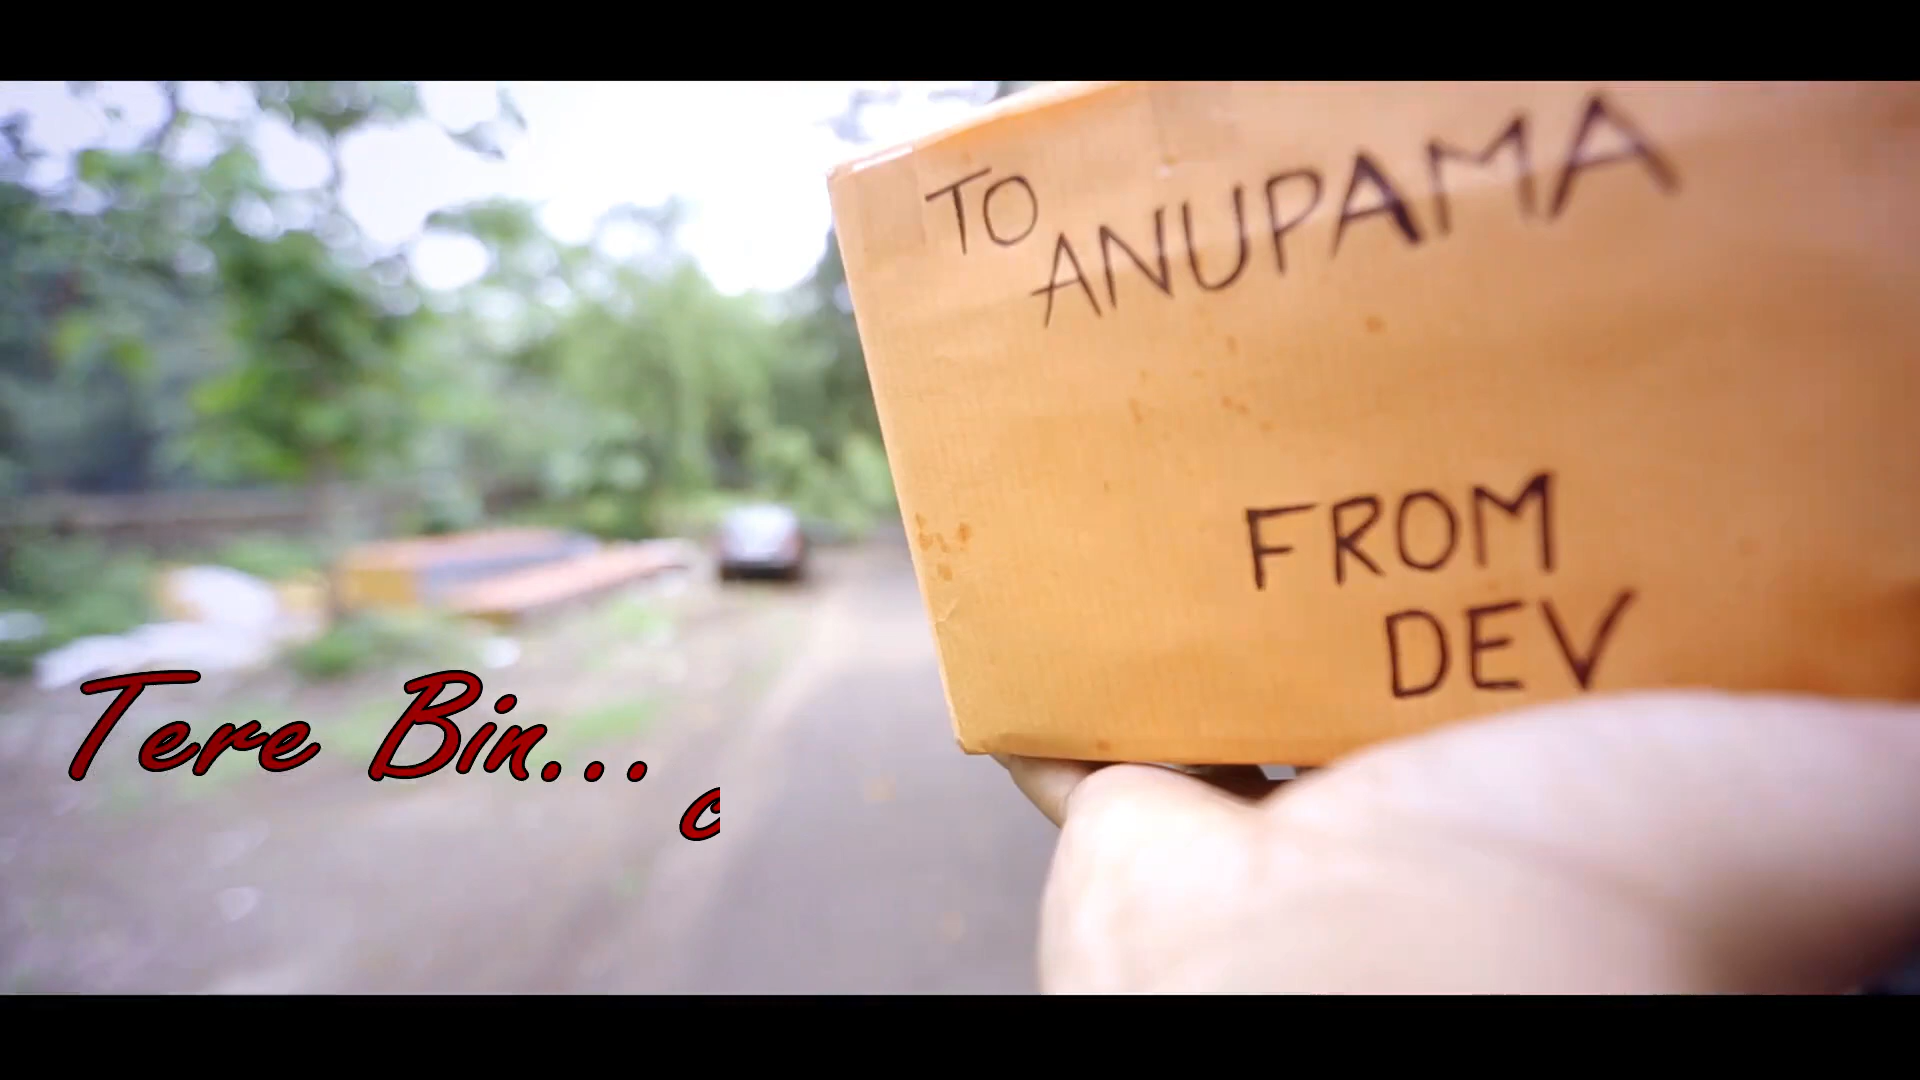 TO
ANUPAMA
FROM
DEV
Tere Bin...